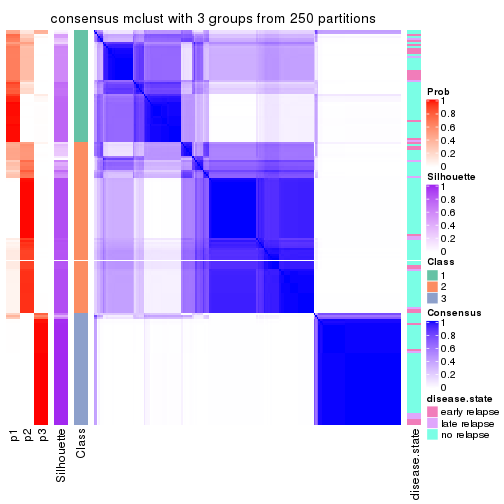 consensus mclust with 3 groups from 250 partitions
Prob
1
0.8
0.6
0.4
0.2
0
Silhouette
1
0.8
0.6
0.4
0.2
0
Class
1
2
3
Consensus
1
0.8
0.6
0.4
0.2
0
disease.state
early relapse
late relapse
no relapse
p1
p2
p3
Silhouette
Class
disease.state